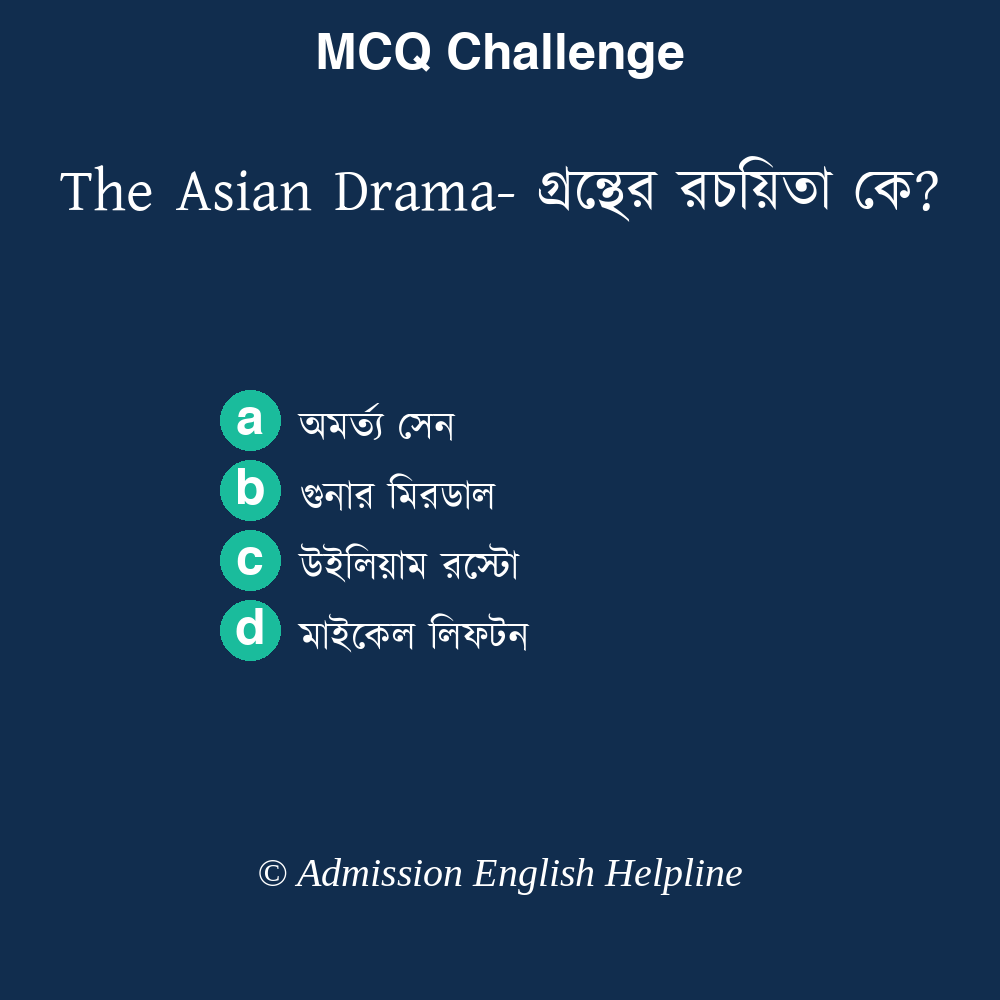 MCQ Challenge
The Asian Drama- গ্রন্থের রচয়িতা কে?
a অমর্ত্য সেন
b গুনার মিরডাল
c উইলিয়াম রস্টো
d মাইকেল লিফটন
© Admission English Helpline